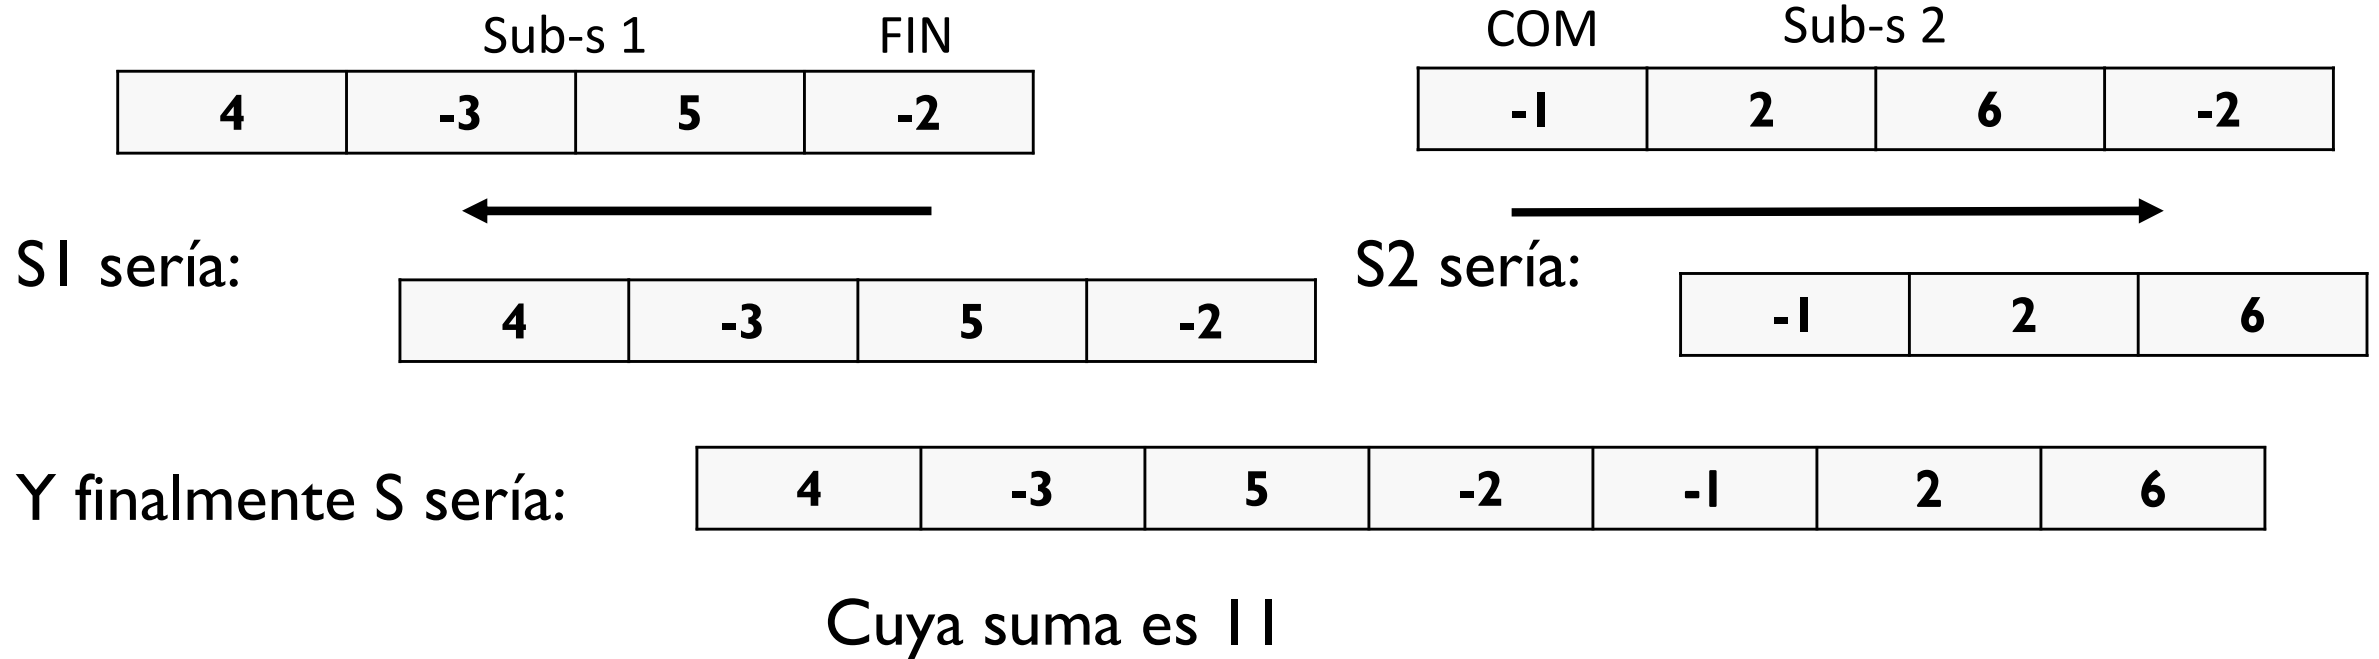 Sub-s 1 FIN COM Sub-s 2
4 -3 5 -2 -1 2 6 -2
S1 sería: S2 sería:
4 -3 5 -2 -1 2 6
Y finalmente S sería: 4 -3 5 -2 -1 2 6
Cuya suma es 11